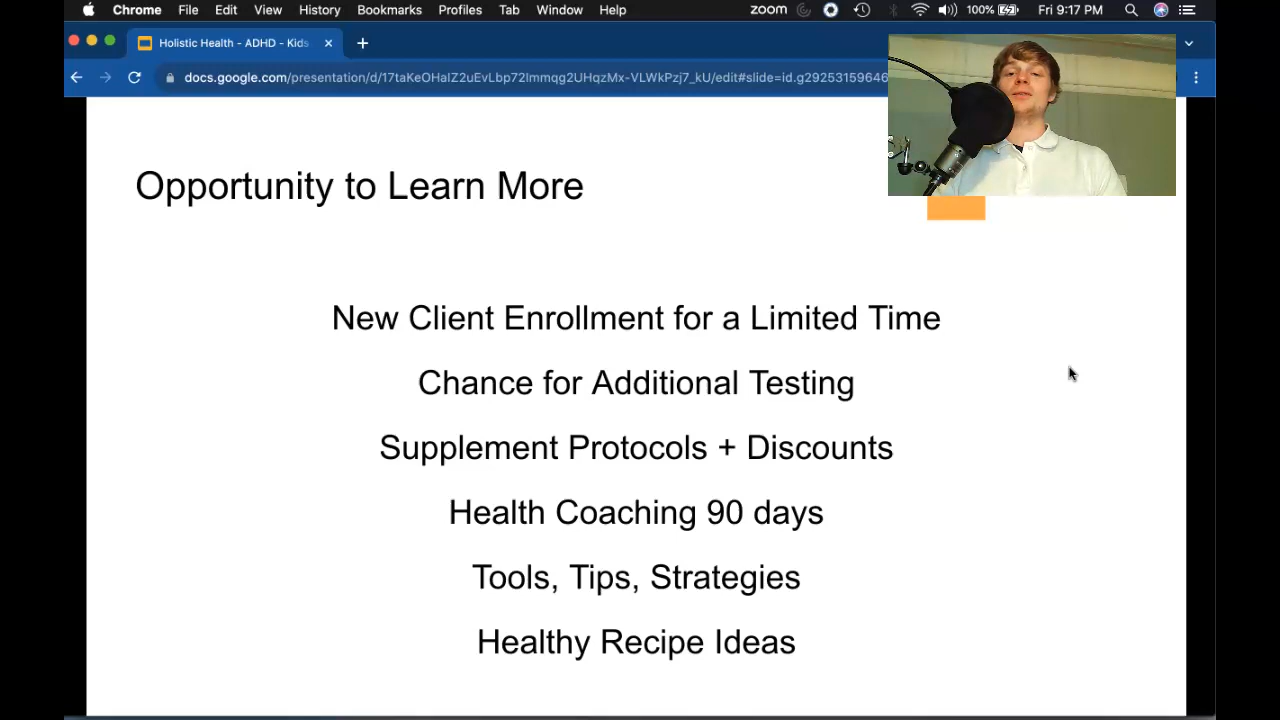 Chrome File Edit View History Bookmarks Profiles Tab Window Help zoom 100% Fri 9:17 PM
Holistic Health - ADHD - Kids
docs.google.com/presentation/d/17taKeOHaIZ2uEvLbp72lmmqg2UHqzMx-VLWkPzj7_kU/edit#slide=id.g29253159646
Opportunity to Learn More
New Client Enrollment for a Limited Time
Chance for Additional Testing
Supplement Protocols + Discounts
Health Coaching 90 days
Tools, Tips, Strategies
Healthy Recipe Ideas